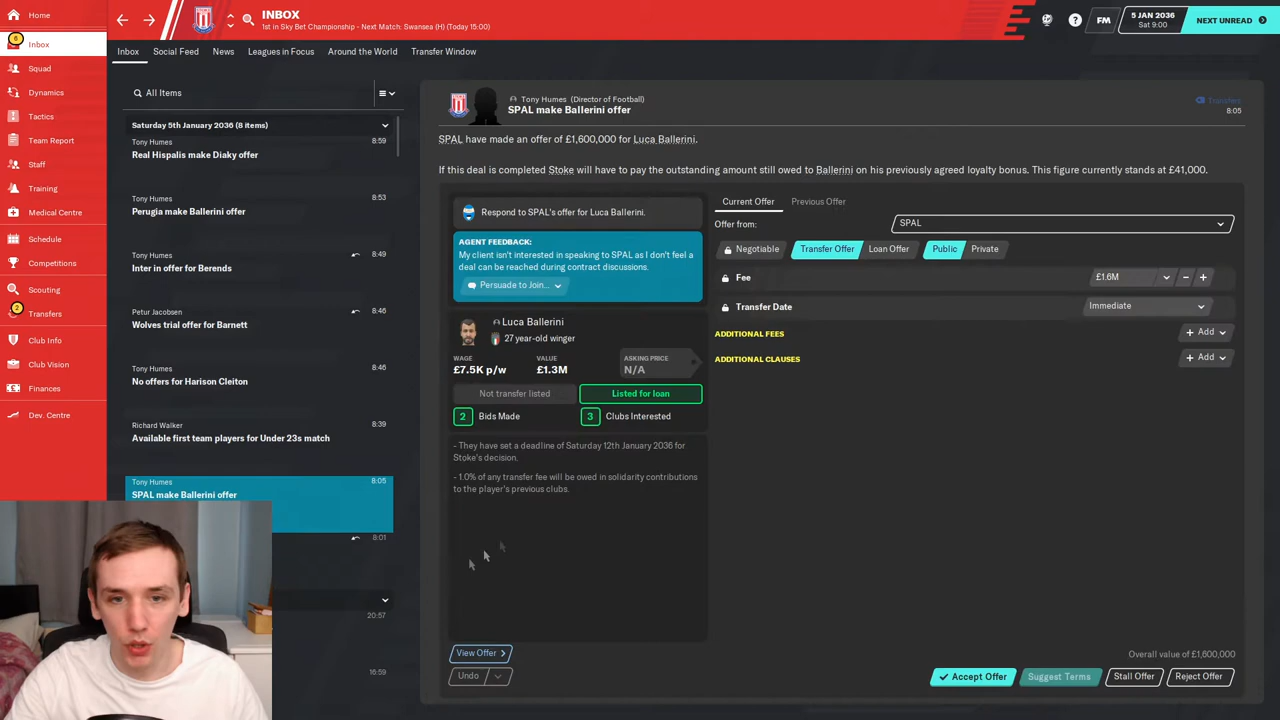 Home
Inbox
6
Squad
Dynamics
Tactics
Team Report
Staff
Training
Medical Centre
Schedule
Competitions
Scouting
Transfers
2
Club Info
Club Vision
Finances
Dev. Centre
INBOX
1st in Sky Bet Championship - Next Match: Swansea (H) (Today 15:00)
FM
5 JAN 2036
Sat 9:00
NEXT UNREAD
Inbox
Social Feed
News
Leagues in Focus
Around the World
Transfer Window
All Items
Saturday 5th January 2036 (8 items)
Tony Humes
8:59
Real Hispalis make Diaky offer
Tony Humes
8:53
Perugia make Ballerini offer
Tony Humes
8:49
Inter in offer for Berends
Petur Jacobsen
8:46
Wolves trial offer for Barnett
Tony Humes
8:46
No offers for Harison Cleiton
Richard Walker
8:39
Available first team players for Under 23s match
Tony Humes
8:05
SPAL make Ballerini offer
8:01
20:57
16:59
Tony Humes (Director of Football)
SPAL make Ballerini offer
Transfers
8:05
SPAL have made an offer of £1,600,000 for Luca Ballerini.
If this deal is completed Stoke will have to pay the outstanding amount still owed to Ballerini on his previously agreed loyalty bonus. This figure currently stands at £41,000.
Respond to SPAL's offer for Luca Ballerini.
AGENT FEEDBACK:
My client isn't interested in speaking to SPAL as I don't feel a
deal can be reached during contract discussions.
Persuade to Join...
Luca Ballerini
27 year-old winger
WAGE
£7.5K p/w
VALUE
£1.3M
ASKING PRICE
N/A
Not transfer listed
Listed for loan
2 Bids Made
3 Clubs Interested
- They have set a deadline of Saturday 12th January 2036 for
Stoke's decision.
- 1.0% of any transfer fee will be owed in solidarity contributions
to the player's previous clubs.
View Offer
Undo
Current Offer
Previous Offer
Offer from:
SPAL
Negotiable
Transfer Offer
Loan Offer
Public
Private
Fee
£1.6M
Transfer Date
Immediate
ADDITIONAL FEES
+ Add
ADDITIONAL CLAUSES
+ Add
Overall value of £1,600,000
Accept Offer
Suggest Terms
Stall Offer
Reject Offer